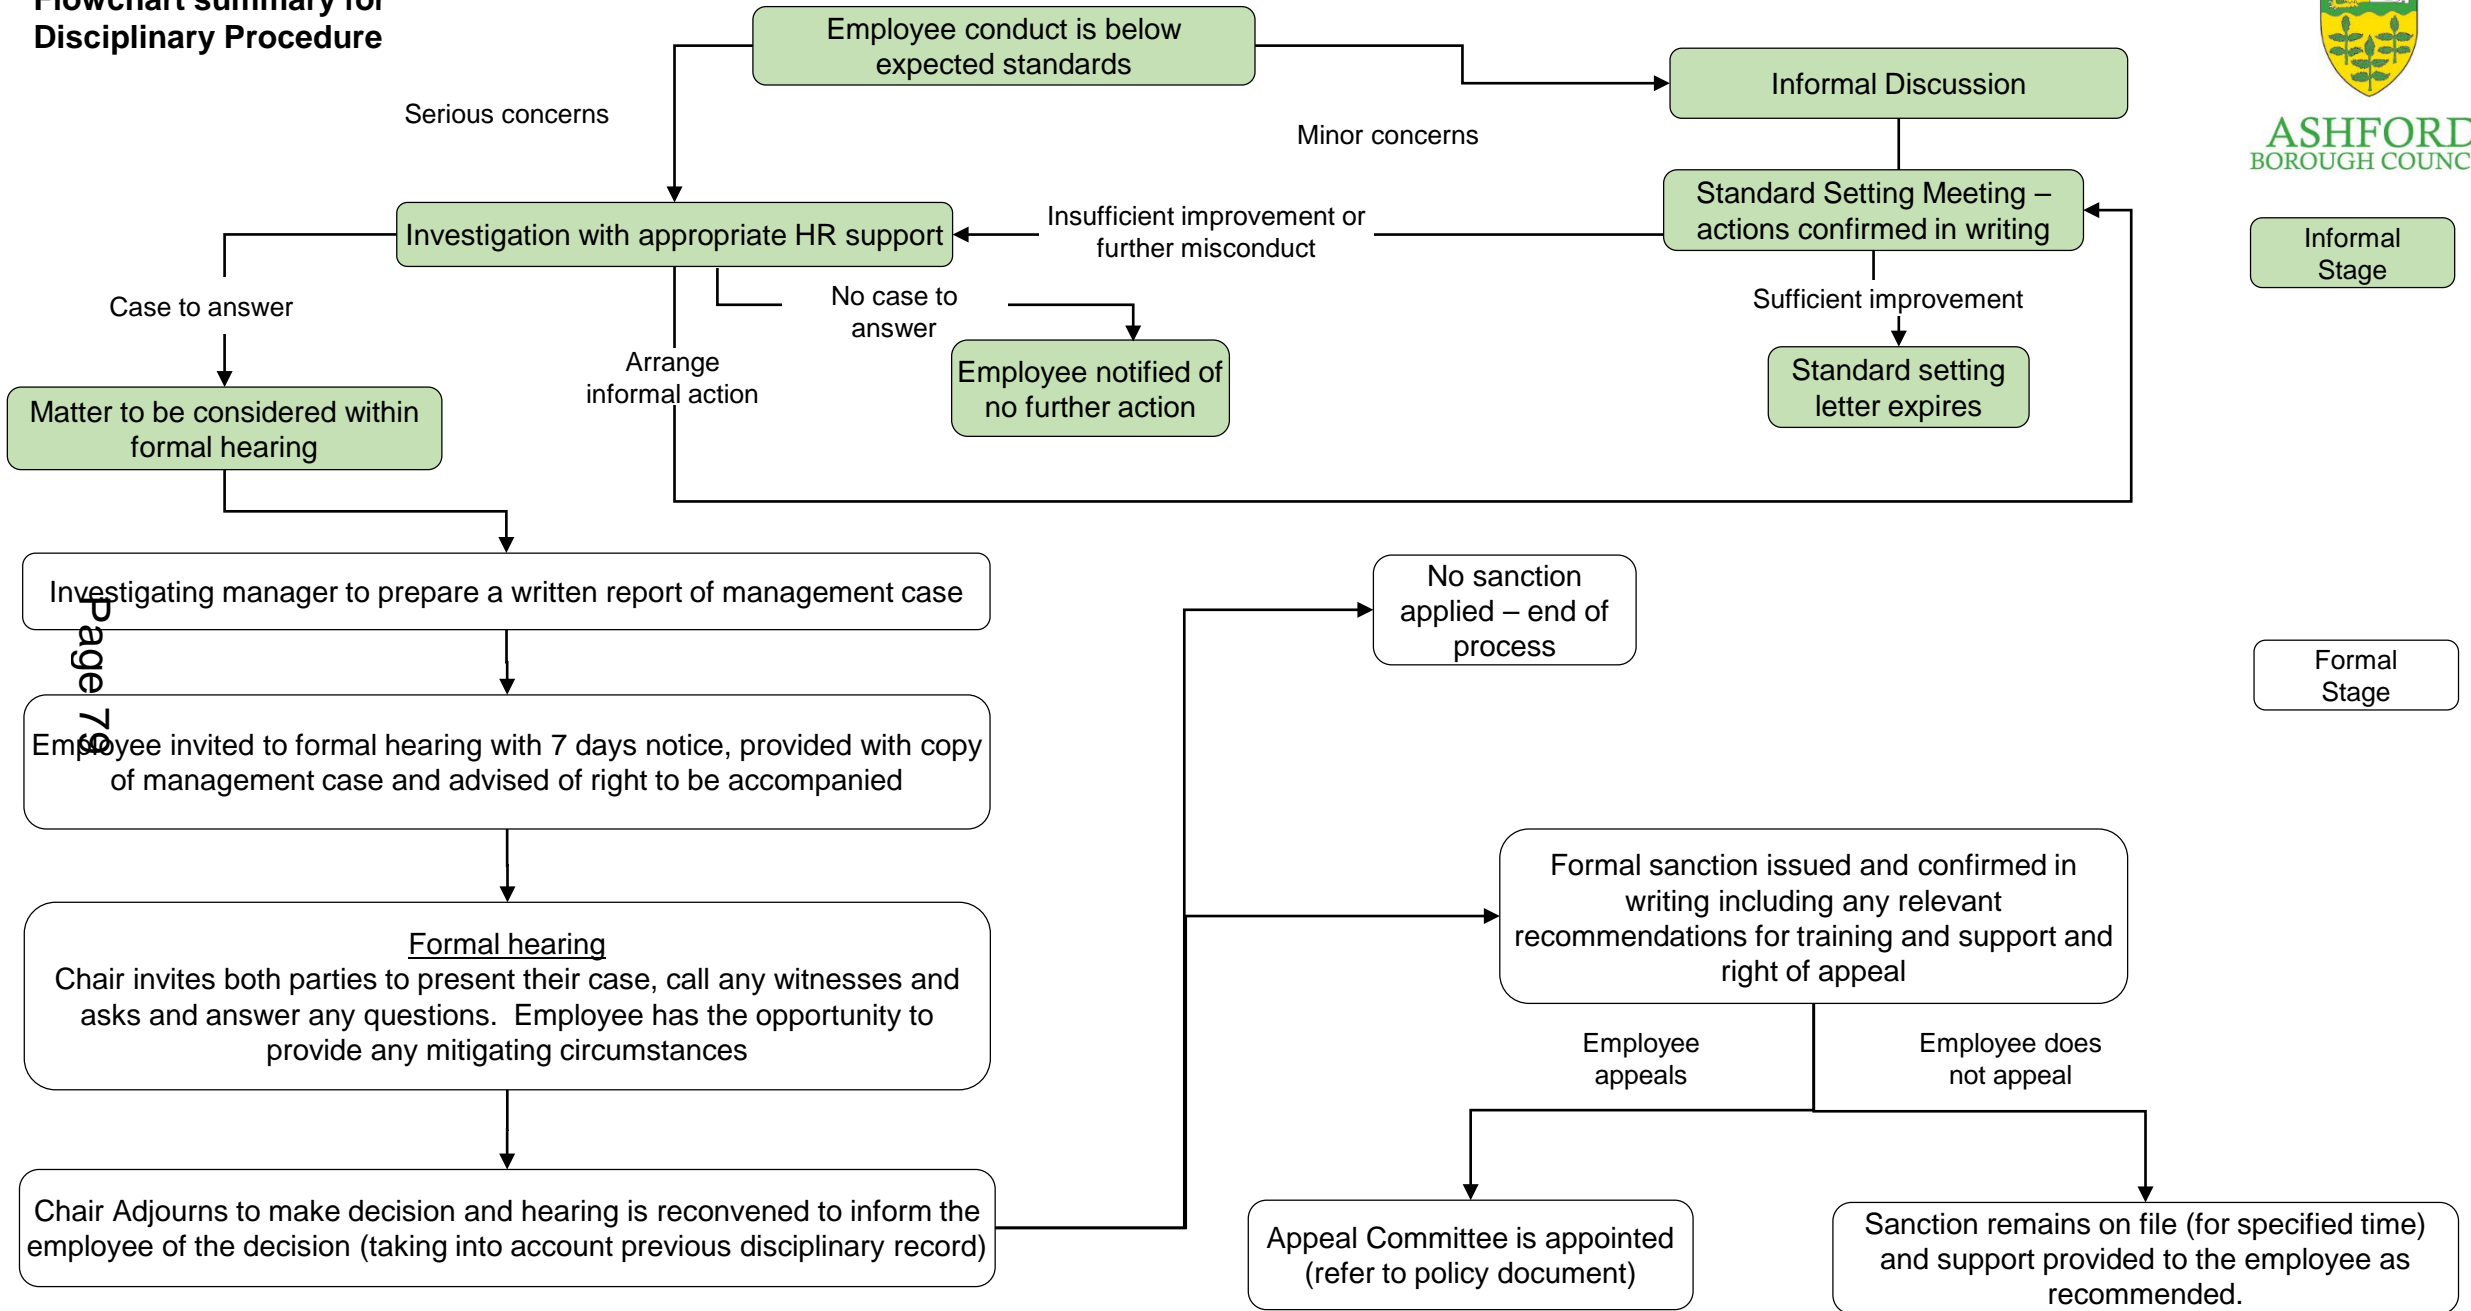 Flowchart summary for
Disciplinary Procedure
Employee conduct is below
expected standards
Informal Discussion
ASHFORD
BOROUGH COUNC
Serious concerns
Minor concerns
Standard Setting Meeting –
actions confirmed in writing
Insufficient improvement or
further misconduct
Investigation with appropriate HR support
Informal
Stage
Case to answer
No case to
answer
Sufficient improvement
Arrange
informal action
Employee notified of
no further action
Standard setting
letter expires
Matter to be considered within
formal hearing
Investigating manager to prepare a written report of management case
No sanction
applied – end of
process
Formal
Stage
Page 79
Employee invited to formal hearing with 7 days notice, provided with copy
of management case and advised of right to be accompanied
Formal sanction issued and confirmed in
writing including any relevant
recommendations for training and support and
right of appeal
Formal hearing
Chair invites both parties to present their case, call any witnesses and
asks and answer any questions.  Employee has the opportunity to
provide any mitigating circumstances
Employee
appeals
Employee does
not appeal
Chair Adjourns to make decision and hearing is reconvened to inform the
employee of the decision (taking into account previous disciplinary record)
Appeal Committee is appointed
(refer to policy document)
Sanction remains on file (for specified time)
and support provided to the employee as
recommended.